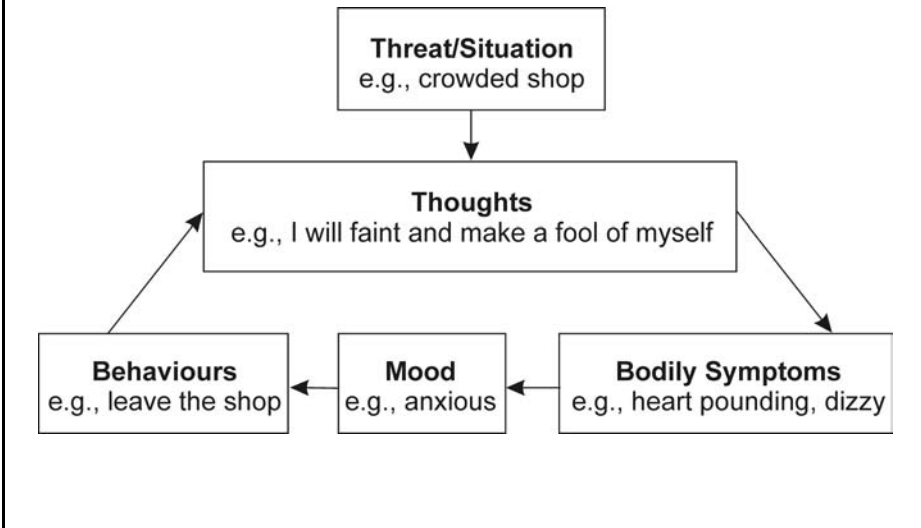 Threat/Situation
e.g., crowded shop
Thoughts
e.g., I will faint and make a fool of myself
Behaviours
e.g., leave the shop
Mood
e.g., anxious
Bodily Symptoms
e.g., heart pounding, dizzy